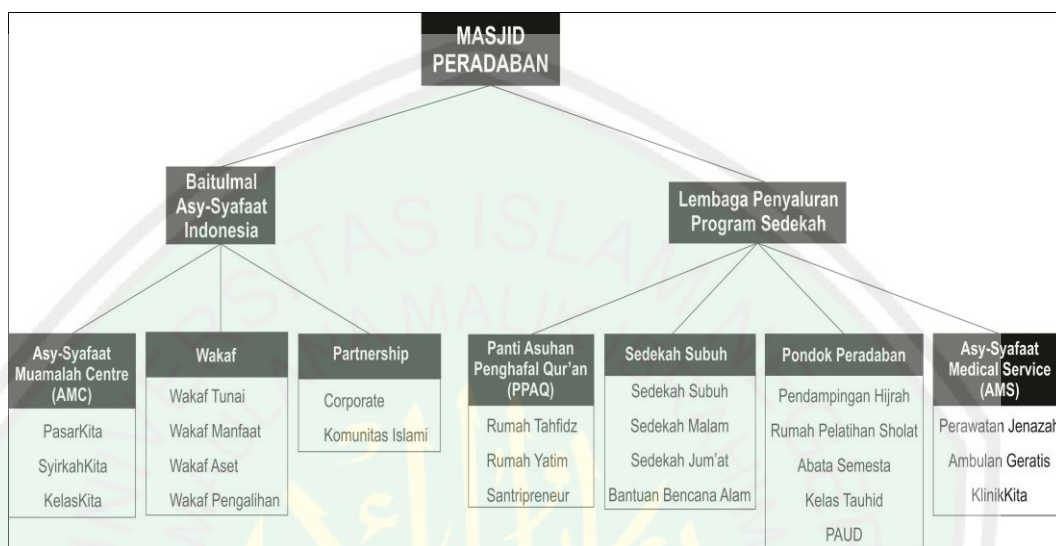 MASJID
PERADABAN
Baitulmal
Asy-Syafaat
Indonesia
Lembaga Penyaluran
Program Sedekah
Asy-Syafaat
Muamalah Centre
(AMC)
PasarKita
SyirkahKita
KelasKita
Wakaf
Wakaf Tunai
Wakaf Manfaat
Wakaf Aset
Wakaf Pengalihan
Partnership
Corporate
Komunitas Islami
Panti Asuhan
Penghafal Qur'an
(PPAQ)
Rumah Tahfidz
Rumah Yatim
Santripreneur
Sedekah Subuh
Sedekah Subuh
Sedekah Malam
Sedekah Jum'at
Bantuan Bencana Alam
Pondok Peradaban
Pendampingan Hijrah
Rumah Pelatihan Sholat
Abata Semesta
Kelas Tauhid
PAUD
Asy-Syafaat
Medical Service
(AMS)
Perawatan Jenazah
Ambulan Geratis
KlinikKita